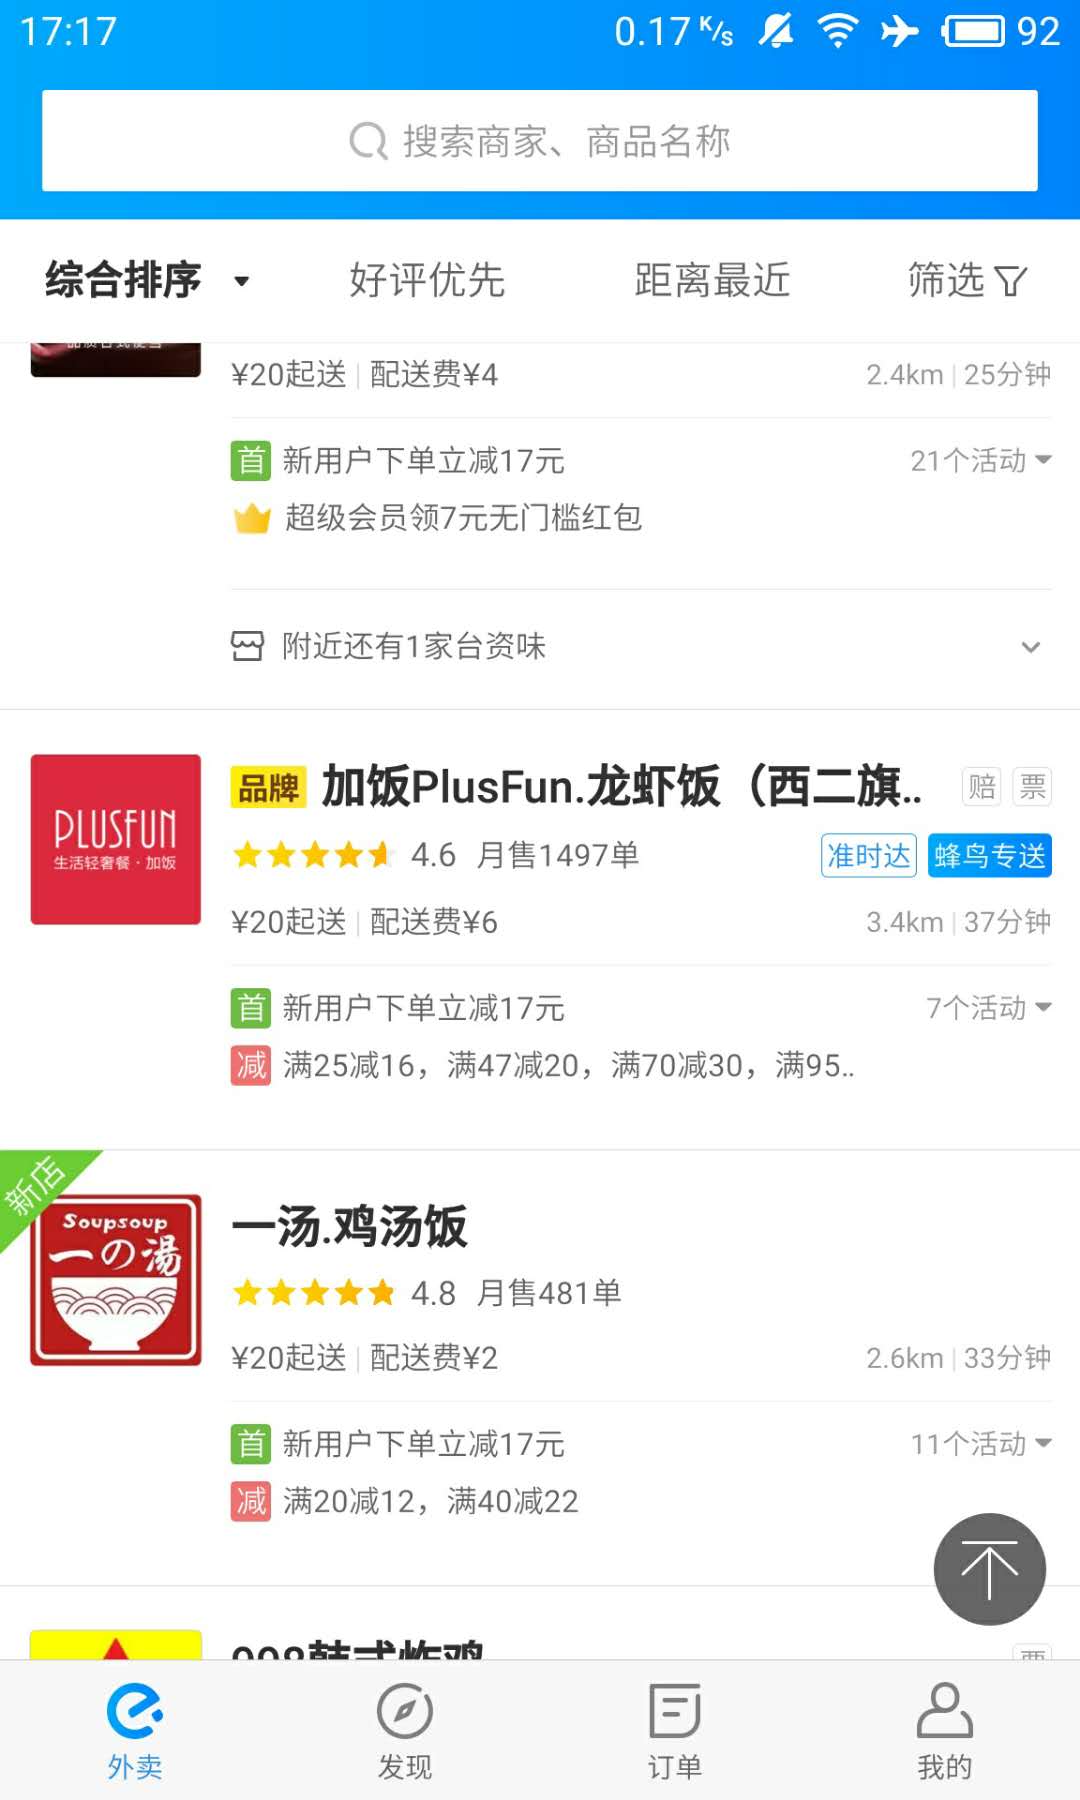 17:17
0.17 K/s
92
搜索商家、商品名称
综合排序
好评优先
距离最近
筛选
¥20起送 配送费¥4
2.4km 25分钟
首 新用户下单立减17元
21个活动
超级会员领7元无门槛红包
附近还有1家台资味
PLUSFUN
生活轻奢餐·加饭
品牌 加饭PlusFun.龙虾饭（西二旗..
赔 票
4.6 月售1497单
准时达 蜂鸟专送
¥20起送 配送费¥6
3.4km 37分钟
首 新用户下单立减17元
7个活动
减 满25减16，满47减20，满70减30，满95..
新店
Soupsoup
一の湯
一汤.鸡汤饭
4.8 月售481单
¥20起送 配送费¥2
2.6km 33分钟
首 新用户下单立减17元
11个活动
减 满20减12，满40减22
韩式炸鸡
外卖
发现
订单
我的